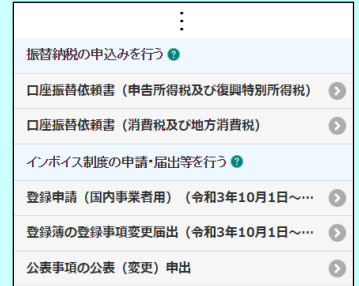 ⋮
振替納税の申込みを行う ?
口座振替依頼書（申告所得税及び復興特別所得税）
口座振替依頼書（消費税及び地方消費税）
インボイス制度の申請・届出等を行う ?
登録申請（国内事業者用）（令和3年10月1日～…
登録簿の登録事項変更届出（令和3年10月1日～…
公表事項の公表（変更）申出